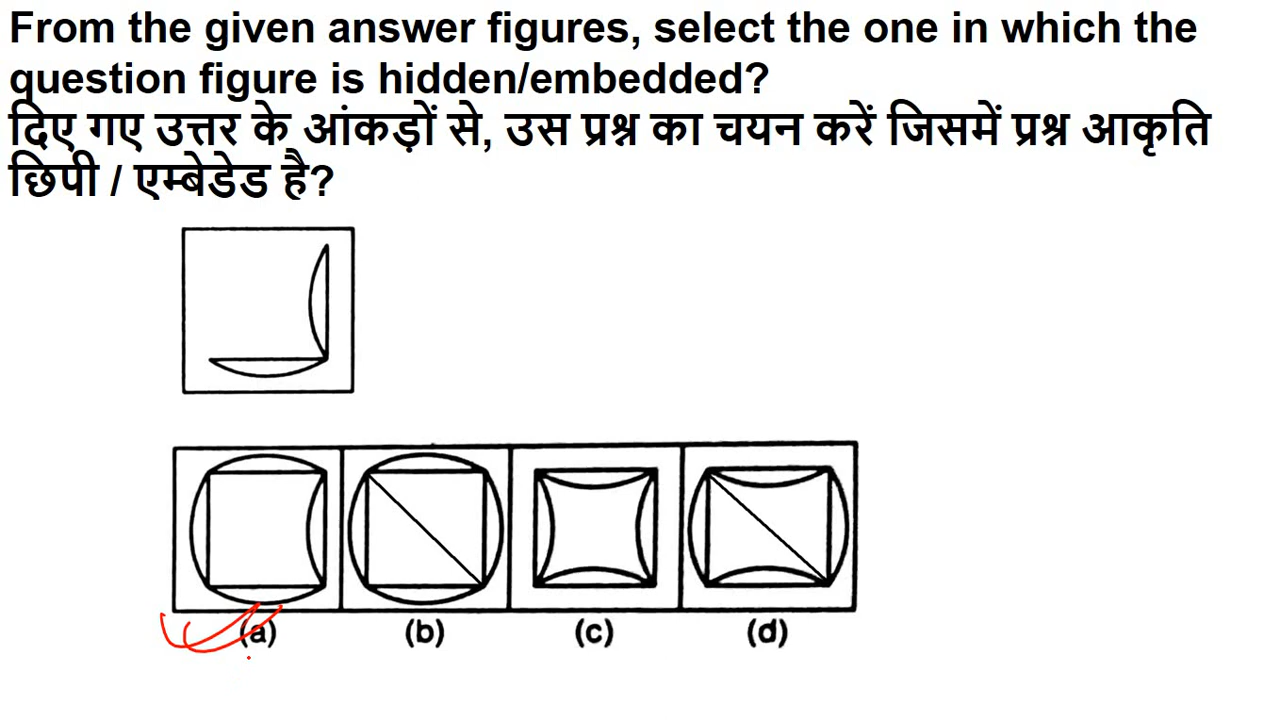 From the given answer figures, select the one in which the
question figure is hidden/embedded?
दिए गए उत्तर के आंकड़ों से, उस प्रश्न का चयन करें जिसमें प्रश्न आकृति
छिपी / एम्बेडेड है?
(a) (b) (c) (d)